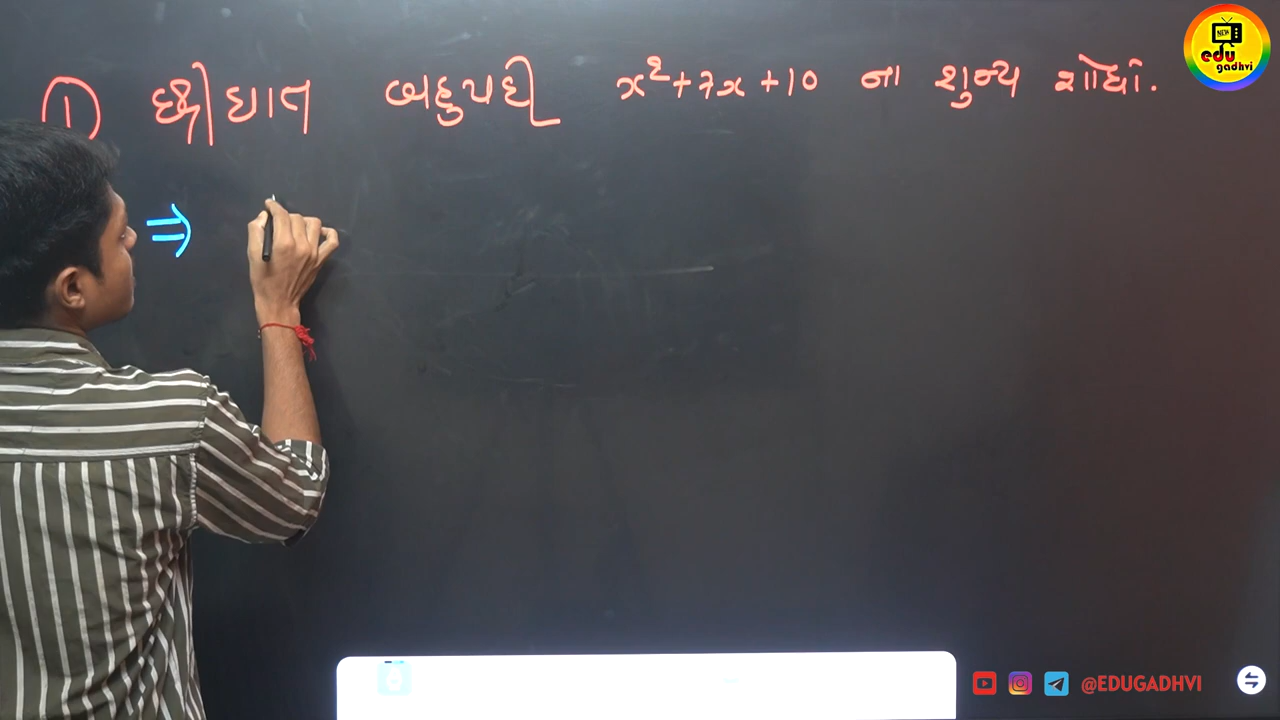 ① દ્વીઘાત બહુપદી x²+7x+10 ના શુન્ય શોધો.
⇒
NEW
edu
gadhvi
@EDUGADHVI